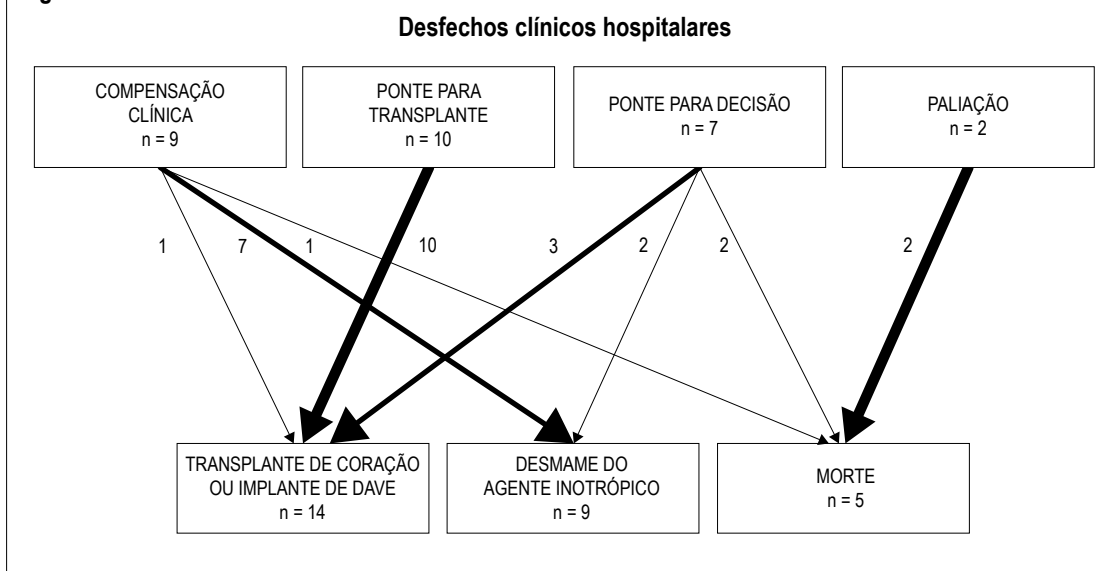 Desfechos clínicos hospitalares
COMPENSAÇÃO
CLÍNICA
n = 9
PONTE PARA
TRANSPLANTE
n = 10
PONTE PARA DECISÃO
n = 7
PALIAÇÃO
n = 2
1
7
1
10
3
2
2
2
TRANSPLANTE DE CORAÇÃO
OU IMPLANTE DE DAVE
n = 14
DESMAME DO
AGENTE INOTRÓPICO
n = 9
MORTE
n = 5